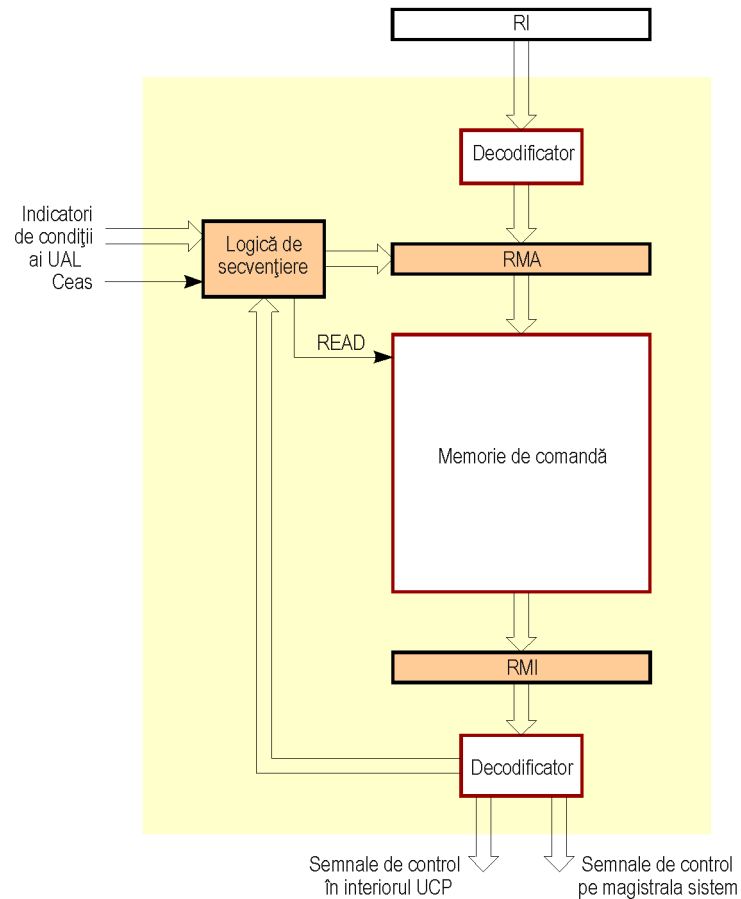 RI
Decodificator
Indicatori
de condiţii
ai UAL
Ceas
Logică de
secvenţiere
RMA
READ
Memorie de comandă
RMI
Decodificator
Semnale de control
în interiorul UCP
Semnale de control
pe magistrala sistem